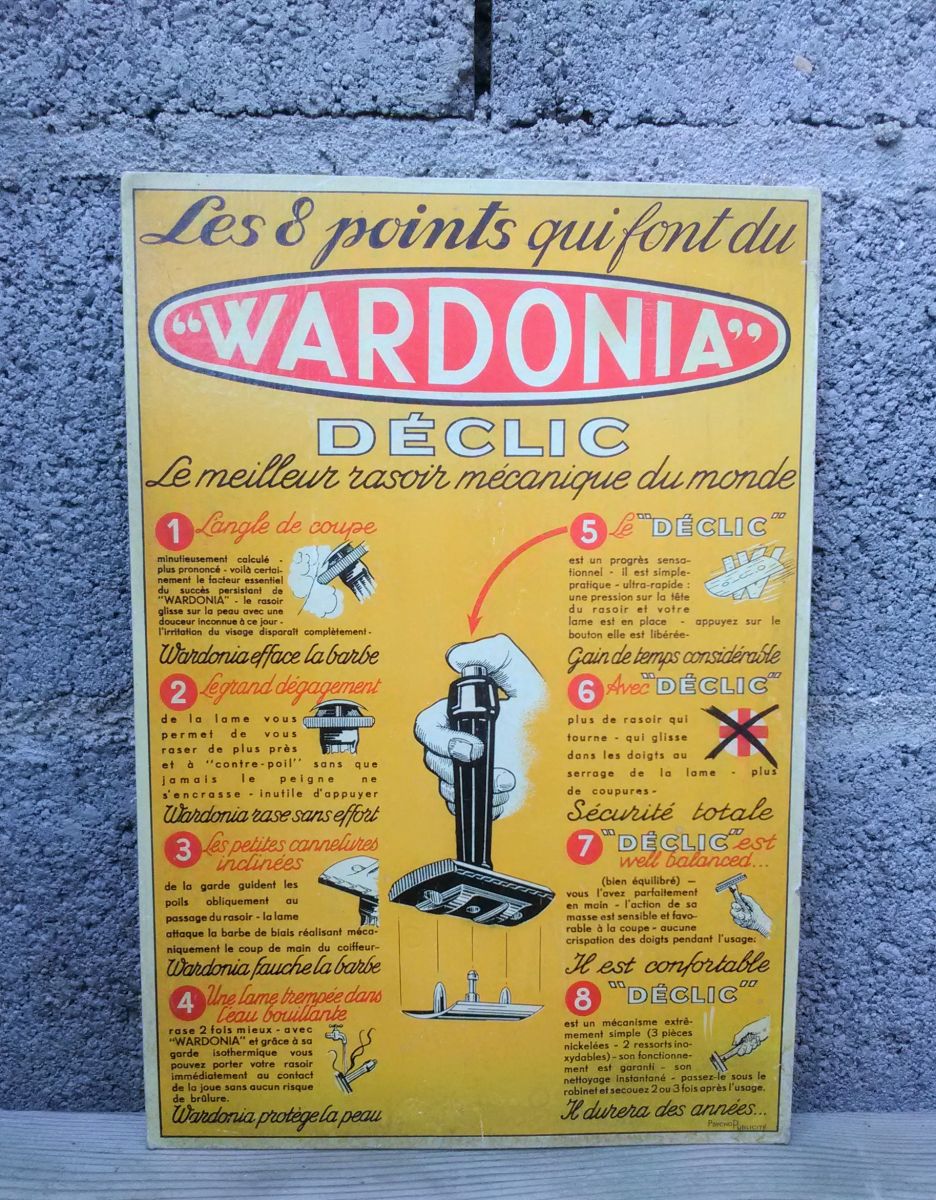 Les 8 points qui font du
"WARDONIA"
DÉCLIC
Le meilleur rasoir mécanique du monde
1 L'angle de coupe
minutieusement calculé -
plus prononcé - voilà certai-
nement le facteur essentiel
du succès persistant de
"WARDONIA" - le rasoir
glisse sur la peau avec une
douceur inconnue à ce jour -
l'irritation du visage disparaît complètement -
Wardonia efface la barbe
2 Le grand dégagement
de la lame vous
permet de vous
raser de plus près
et à "contre-poil" sans que
jamais le peigne ne
s'encrasse - inutile d'appuyer
Wardonia rase sans effort
3 Les petites cannelures
inclinées
de la garde guident les
poils obliquement au
passage du rasoir - la lame
attaque la barbe de biais réalisant méca-
niquement le coup de main du coiffeur-
Wardonia fauche la barbe
4 Une lame trempée dans
l'eau bouillante
rase 2 fois mieux - avec
"WARDONIA" et grâce à sa
garde isothermique vous
pouvez porter votre rasoir
immédiatement au contact
de la joue sans aucun risque
de brûlure.
Wardonia protège la peau
5 Le "DÉCLIC"
est un progrès sensa-
tionnel - il est simple-
pratique - ultra-rapide :
une pression sur la tête
du rasoir et votre
lame est en place - appuyez sur le
bouton elle est libérée-
Gain de temps considérable
6 Avec "DÉCLIC"
plus de rasoir qui
tourne - qui glisse
dans les doigts au
serrage de la lame - plus
de coupures -
Sécurité totale
7 "DÉCLIC" est
well balanced...
(bien équilibré) —
vous l'avez parfaitement
en main - l'action de sa
masse est sensible et favo-
rable à la coupe - aucune
crispation des doigts pendant l'usage.
Il est confortable
8 "DÉCLIC"
est un mécanisme extrê-
mement simple (3 pièces
nickelées - 2 ressorts ino-
xydables) - son fonctionne-
ment est garanti - son
nettoyage instantané - passez-le sous le
robinet et secouez 2 ou 3 fois après l'usage.
Il durera des années...
PSYCHO PUBLICITÉ